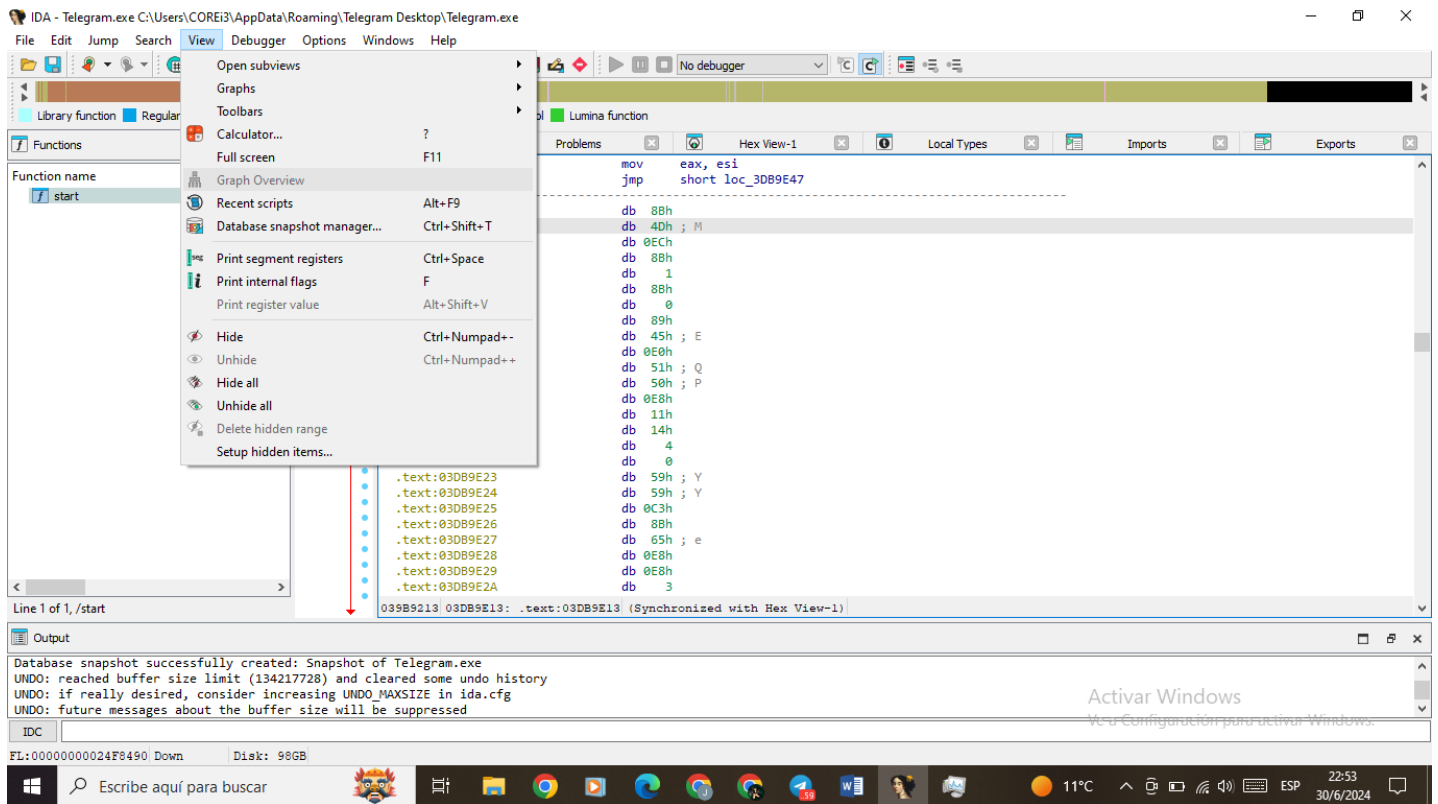 IDA - Telegram.exe C:\Users\COREi3\AppData\Roaming\Telegram Desktop\Telegram.exe
File Edit Jump Search View Debugger Options Windows Help
No debugger
Library function Regular Lumina function
Functions
Function name
start
Open subviews
Graphs
Toolbars
Calculator... ?
Full screen F11
Graph Overview
Recent scripts Alt+F9
Database snapshot manager... Ctrl+Shift+T
Print segment registers Ctrl+Space
Print internal flags F
Print register value Alt+Shift+V
Hide Ctrl+Numpad+-
Unhide Ctrl+Numpad++
Hide all
Unhide all
Delete hidden range
Setup hidden items...
Problems Hex View-1 Local Types Imports Exports
mov eax, esi
jmp short loc_3DB9E47
db 8Bh
db 4Dh ; M
db 0ECh
db 8Bh
db 1
db 8Bh
db 0
db 89h
db 45h ; E
db 0E0h
db 51h ; Q
db 50h ; P
db 0E8h
db 11h
db 14h
db 4
db 0
.text:03DB9E23 db 59h ; Y
.text:03DB9E24 db 59h ; Y
.text:03DB9E25 db 0C3h
.text:03DB9E26 db 8Bh
.text:03DB9E27 db 65h ; e
.text:03DB9E28 db 0E8h
.text:03DB9E29 db 0E8h
.text:03DB9E2A db 3
Line 1 of 1, /start
039B9213 03DB9E13: .text:03DB9E13 (Synchronized with Hex View-1)
Output
Database snapshot successfully created: Snapshot of Telegram.exe
UNDO: reached buffer size limit (134217728) and cleared some undo history
UNDO: if really desired, consider increasing UNDO_MAXSIZE in ida.cfg
UNDO: future messages about the buffer size will be suppressed
Activar Windows
Ve a Configuración para activar Windows.
IDC
FL:00000000024F8490 Down Disk: 98GB
Escribe aquí para buscar
59
11°C
ESP
22:53
30/6/2024